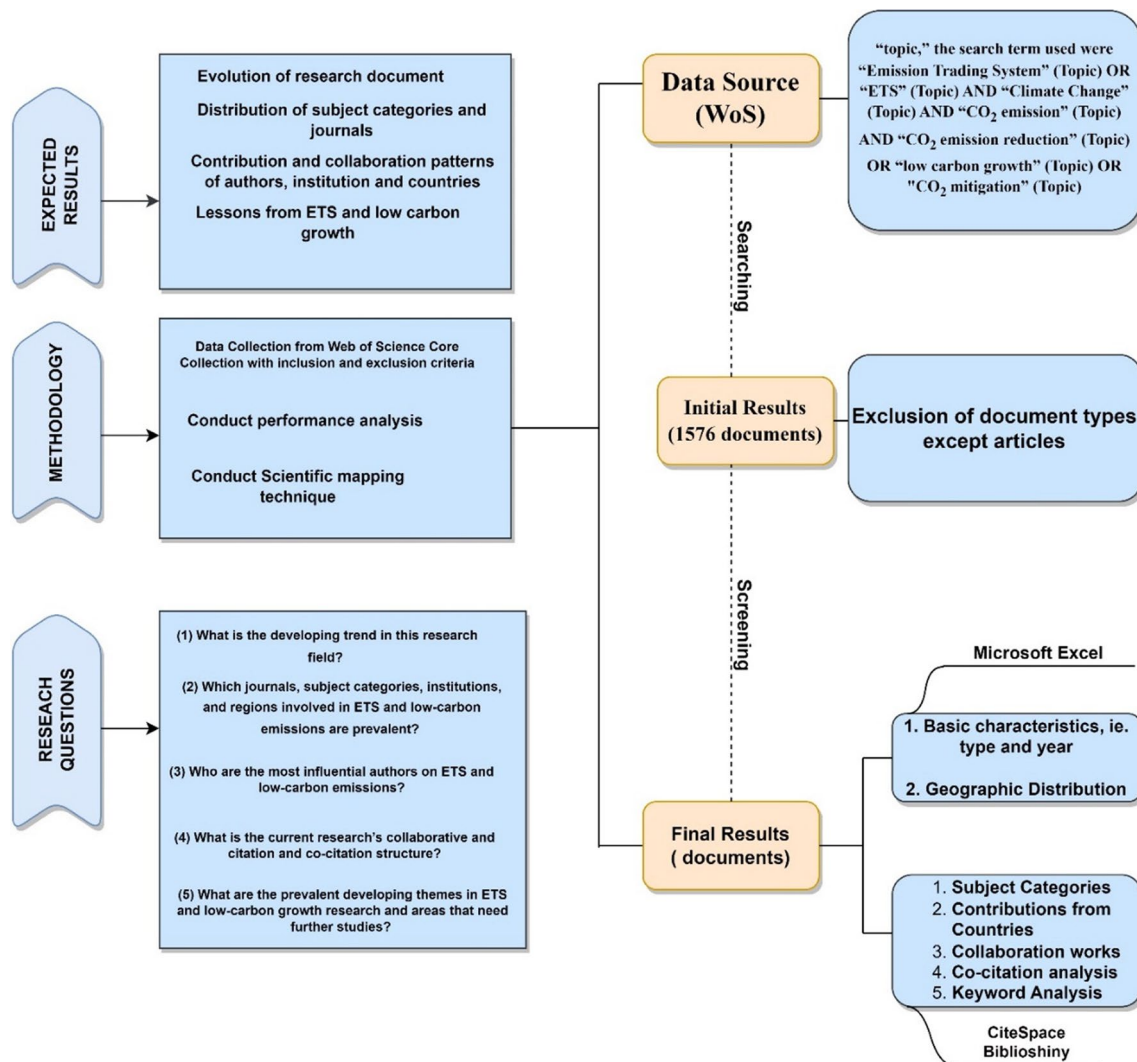 EXPECTED
RESULTS
Evolution of research document
Distribution of subject categories and
journals
Contribution and collaboration patterns
of authors, institution and countries
Lessons from ETS and low carbon
growth
METHODOLOGY
Data Collection from Web of Science Core
Collection with inclusion and exclusion criteria
Conduct performance analysis
Conduct Scientific mapping
technique
RESEACH
QUESTIONS
(1) What is the developing trend in this research
field?
(2) Which journals, subject categories, institutions,
and regions involved in ETS and low-carbon
emissions are prevalent?
(3) Who are the most influential authors on ETS and
low-carbon emissions?
(4) What is the current research’s collaborative and
citation and co-citation structure?
(5) What are the prevalent developing themes in ETS
and low-carbon growth research and areas that need
further studies?
Data Source
(WoS)
“topic,” the search term used were
“Emission Trading System” (Topic) OR
“ETS” (Topic) AND “Climate Change”
(Topic) AND “CO₂ emission” (Topic)
AND “CO₂ emission reduction” (Topic)
OR “low carbon growth” (Topic) OR
"CO₂ mitigation” (Topic)
Searching
Initial Results
(1576 documents)
Exclusion of document types
except articles
Screening
Final Results
( documents)
Microsoft Excel
1. Basic characteristics, ie.
type and year
2. Geographic Distribution
1. Subject Categories
2. Contributions from
Countries
3. Collaboration works
4. Co-citation analysis
5. Keyword Analysis
CiteSpace
Biblioshiny